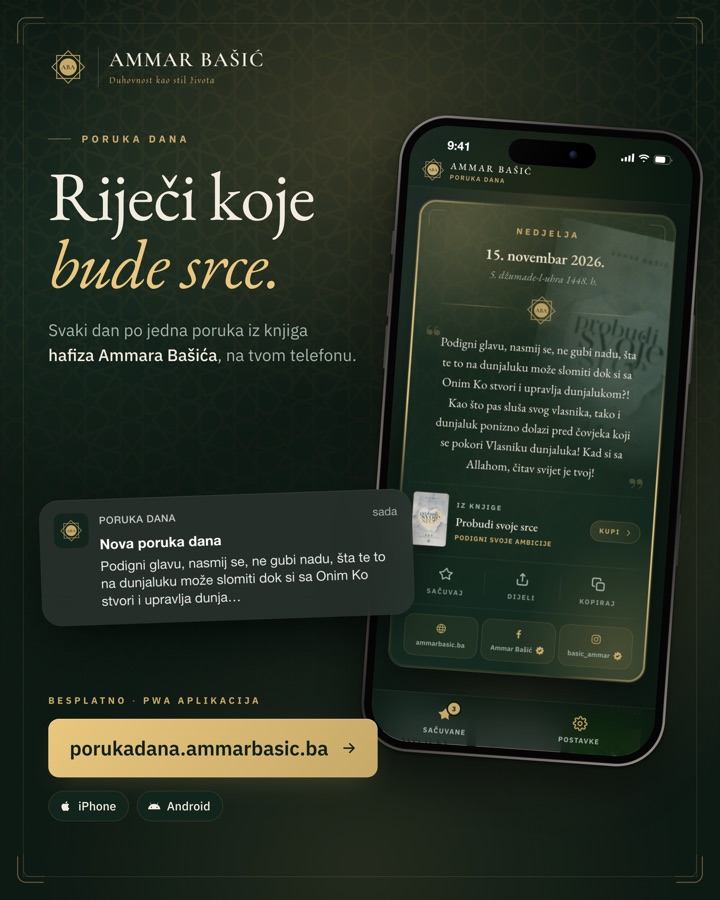 ABA
AMMAR BAŠIĆ
Duhovnost kao stil života
PORUKA DANA
Riječi koje
bude srce.
Svaki dan po jedna poruka iz knjiga
hafiza Ammara Bašića, na tvom telefonu.
9:41
ABA
AMMAR BAŠIĆ
PORUKA DANA
NEDJELJA
15. novembar 2026.
5. džumade-l-uhra 1448. h.
ABA
probudi
svoje
“
Podigni glavu, nasmij se, ne gubi nadu, šta
te to na dunjaluku može slomiti dok si sa
Onim Ko stvori i upravlja dunjalukom?!
Kao što pas sluša svog vlasnika, tako i
dunjaluk ponizno dolazi pred čovjeka koji
se pokori Vlasniku dunjaluka! Kad si sa
Allahom, čitav svijet je tvoj!
”
IZ KNJIGE
Probudi svoje srce
PODIGNI SVOJE AMBICIJE
KUPI >
SAČUVAJ
DIJELI
KOPIRAJ
ammarbasic.ba
Ammar Bašić
basic_ammar
3
SAČUVANE
POSTAVKE
ABA
PORUKA DANA
sada
Nova poruka dana
Podigni glavu, nasmij se, ne gubi nadu, šta te to
na dunjaluku može slomiti dok si sa Onim Ko
stvori i upravlja dunja...
BESPLATNO · PWA APLIKACIJA
porukadana.ammarbasic.ba →
iPhone
Android